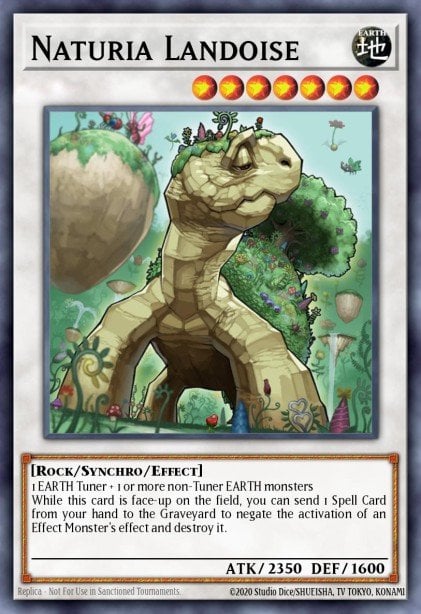 NATURIA LANDOISE
EARTH
地
[ROCK/SYNCHRO/EFFECT]
1 EARTH Tuner + 1 or more non-Tuner EARTH monsters
While this card is face-up on the field, you can send 1 Spell Card
from your hand to the Graveyard to negate the activation of an
Effect Monster's effect and destroy it.
ATK/2350 DEF/1600
Replica - Not For Use in Sanctioned Tournaments.
©2020 Studio Dice/SHUEISHA, TV TOKYO, KONAMI